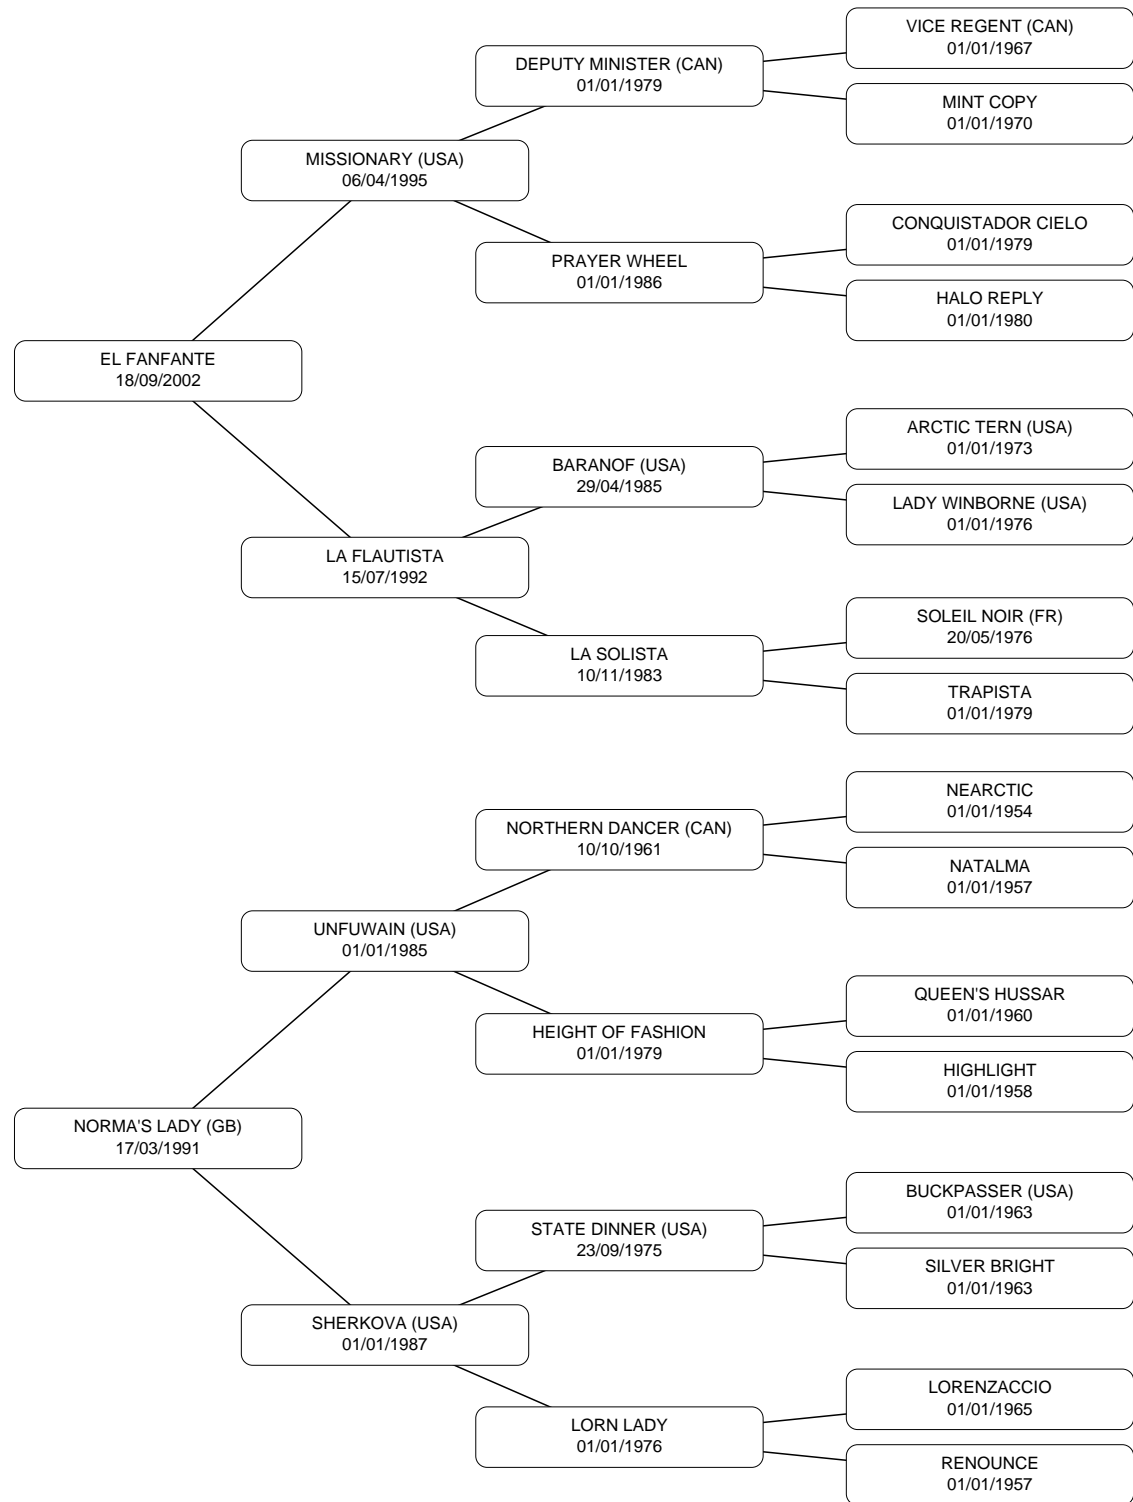 VICE REGENT (CAN)
01/01/1967
DEPUTY MINISTER (CAN)
01/01/1979
MINT COPY
01/01/1970
MISSIONARY (USA)
06/04/1995
CONQUISTADOR CIELO
01/01/1979
PRAYER WHEEL
01/01/1986
HALO REPLY
01/01/1980
EL FANFANTE
18/09/2002
ARCTIC TERN (USA)
01/01/1973
BARANOF (USA)
29/04/1985
LADY WINBORNE (USA)
01/01/1976
LA FLAUTISTA
15/07/1992
SOLEIL NOIR (FR)
20/05/1976
LA SOLISTA
10/11/1983
TRAPISTA
01/01/1979
NEARCTIC
01/01/1954
NORTHERN DANCER (CAN)
10/10/1961
NATALMA
01/01/1957
UNFUWAIN (USA)
01/01/1985
QUEEN'S HUSSAR
01/01/1960
HEIGHT OF FASHION
01/01/1979
HIGHLIGHT
01/01/1958
NORMA'S LADY (GB)
17/03/1991
BUCKPASSER (USA)
01/01/1963
STATE DINNER (USA)
23/09/1975
SILVER BRIGHT
01/01/1963
SHERKOVA (USA)
01/01/1987
LORENZACCIO
01/01/1965
LORN LADY
01/01/1976
RENOUNCE
01/01/1957